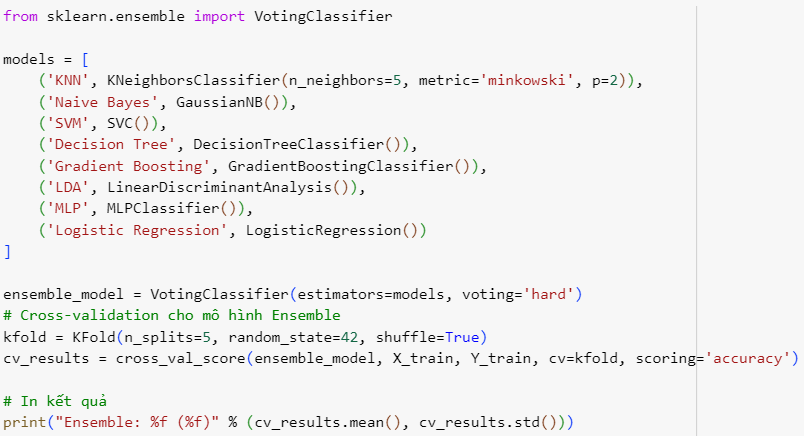 from sklearn.ensemble import VotingClassifier

models = [
    ('KNN', KNeighborsClassifier(n_neighbors=5, metric='minkowski', p=2)),
    ('Naive Bayes', GaussianNB()),
    ('SVM', SVC()),
    ('Decision Tree', DecisionTreeClassifier()),
    ('Gradient Boosting', GradientBoostingClassifier()),
    ('LDA', LinearDiscriminantAnalysis()),
    ('MLP', MLPClassifier()),
    ('Logistic Regression', LogisticRegression())
]

ensemble_model = VotingClassifier(estimators=models, voting='hard')
# Cross-validation cho mô hình Ensemble
kfold = KFold(n_splits=5, random_state=42, shuffle=True)
cv_results = cross_val_score(ensemble_model, X_train, Y_train, cv=kfold, scoring='accuracy')

# In kết quả
print("Ensemble: %f (%f)" % (cv_results.mean(), cv_results.std()))